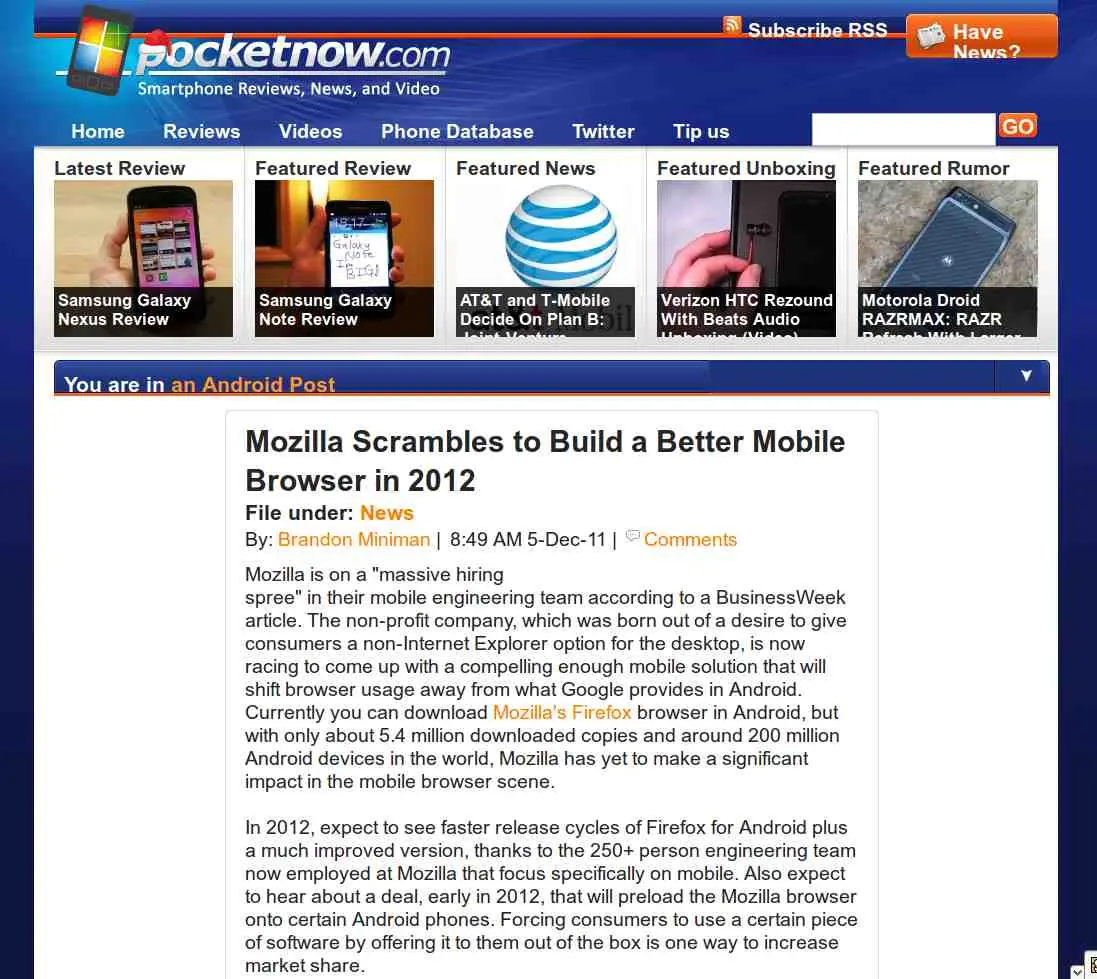 pocketnow.com
Smartphone Reviews, News, and Video
Subscribe RSS
Have
News?
Home Reviews Videos Phone Database Twitter Tip us
GO
Latest Review
Samsung Galaxy
Nexus Review
Featured Review
Galaxy
Note
BIG!
Samsung Galaxy
Note Review
Featured News
AT&T and T-Mobile
Decide On Plan B:
Joint Venture
Featured Unboxing
Verizon HTC Rezound
With Beats Audio
Unboxing (Video)
Featured Rumor
Motorola Droid
RAZRMAX: RAZR
Refresh With Larger
You are in an Android Post
Mozilla Scrambles to Build a Better Mobile
Browser in 2012
File under: News
By: Brandon Miniman | 8:49 AM 5-Dec-11 | Comments
Mozilla is on a "massive hiring
spree" in their mobile engineering team according to a BusinessWeek
article. The non-profit company, which was born out of a desire to give
consumers a non-Internet Explorer option for the desktop, is now
racing to come up with a compelling enough mobile solution that will
shift browser usage away from what Google provides in Android.
Currently you can download Mozilla's Firefox browser in Android, but
with only about 5.4 million downloaded copies and around 200 million
Android devices in the world, Mozilla has yet to make a significant
impact in the mobile browser scene.
In 2012, expect to see faster release cycles of Firefox for Android plus
a much improved version, thanks to the 250+ person engineering team
now employed at Mozilla that focus specifically on mobile. Also expect
to hear about a deal, early in 2012, that will preload the Mozilla browser
onto certain Android phones. Forcing consumers to use a certain piece
of software by offering it to them out of the box is one way to increase
market share.